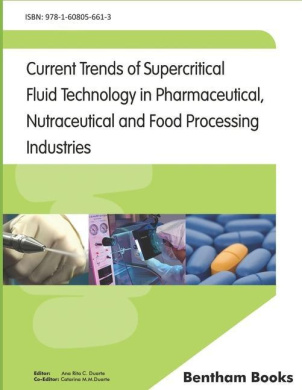 ISBN: 978-1-60805-661-3
Current Trends of Supercritical
Fluid Technology in Pharmaceutical,
Nutraceutical and Food Processing
Industries
Editor: Ana Rita C. Duarte
Co-Editor: Catarina M.M.Duarte
Bentham Books